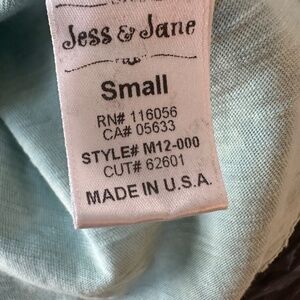 Jess & Jane
Small
RN# 116056
CA# 05633
STYLE# M12-000
CUT# 62601
MADE IN U.S.A.